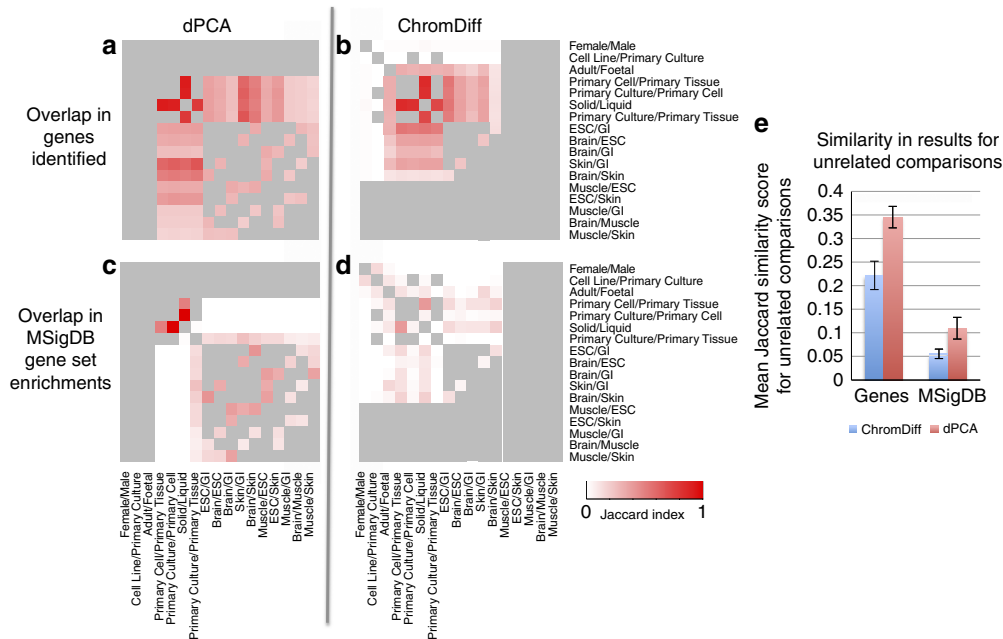 dPCA
ChromDiff
a
b
Female/Male
Cell Line/Primary Culture
Adult/Foetal
Primary Cell/Primary Tissue
Primary Culture/Primary Cell
Solid/Liquid
Primary Culture/Primary Tissue
ESC/GI
Brain/ESC
Brain/GI
Skin/GI
Brain/Skin
Muscle/ESC
ESC/Skin
Muscle/GI
Brain/Muscle
Muscle/Skin
Overlap in
genes
identified
c
d
Female/Male
Cell Line/Primary Culture
Adult/Foetal
Primary Cell/Primary Tissue
Primary Culture/Primary Cell
Solid/Liquid
Primary Culture/Primary Tissue
ESC/GI
Brain/ESC
Brain/GI
Skin/GI
Brain/Skin
Muscle/ESC
ESC/Skin
Muscle/GI
Brain/Muscle
Muscle/Skin
Overlap in
MSigDB
gene set
enrichments
Female/Male
Cell Line/Primary Culture
Adult/Foetal
Primary Cell/Primary Tissue
Primary Culture/Primary Cell
Solid/Liquid
Primary Culture/Primary Tissue
ESC/GI
Brain/ESC
Brain/GI
Skin/GI
Brain/Skin
Muscle/ESC
ESC/Skin
Muscle/GI
Brain/Muscle
Muscle/Skin
Female/Male
Cell Line/Primary Culture
Adult/Foetal
Primary Cell/Primary Tissue
Primary Culture/Primary Cell
Solid/Liquid
Primary Culture/Primary Tissue
ESC/GI
Brain/ESC
Brain/GI
Skin/GI
Brain/Skin
Muscle/ESC
ESC/Skin
Muscle/GI
Brain/Muscle
Muscle/Skin
0 Jaccard index 1
e
Similarity in results for
unrelated comparisons
Mean Jaccard similarity score
for unrelated comparisons
0.4
0.35
0.3
0.25
0.2
0.15
0.1
0.05
0
Genes MSigDB
ChromDiff dPCA